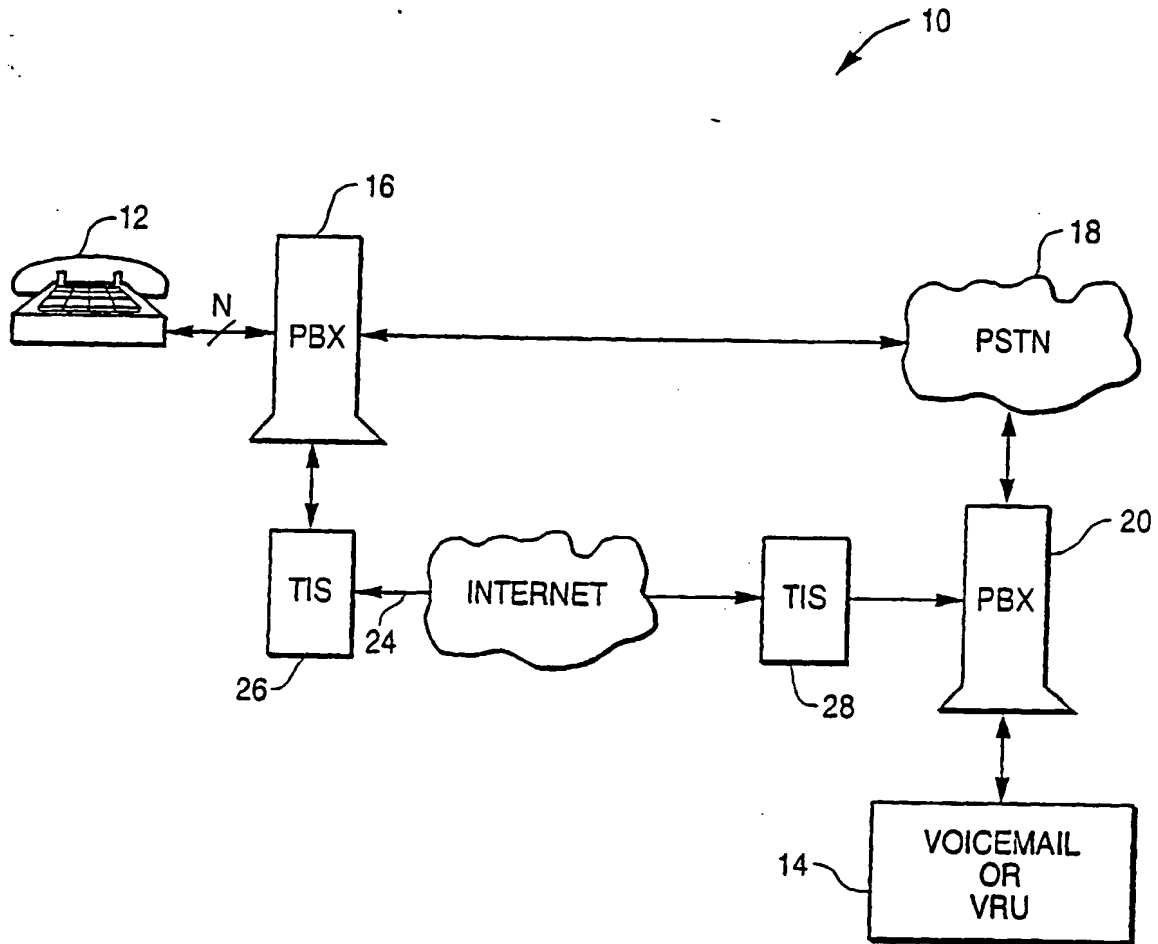 10
16
12
18
N
PBX
PSTN
20
TIS
INTERNET
TIS
PBX
24
26
28
14
VOICEMAIL
OR
VRU